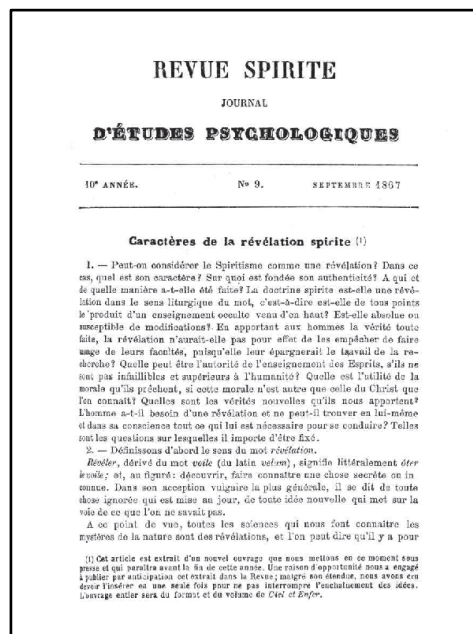 REVUE SPIRITE
JOURNAL
D'ÉTUDES PSYCHOLOGIQUES
10e ANNÉE. No 9. SEPTEMBRE 1867
Caractères de la révélation spirite (1)
1. — Peut-on considérer le Spiritisme comme une révélation? Dans ce
cas, quel est son caractère? Sur quoi est fondée son authenticité? A qui et
de quelle manière a-t-elle été faite? La doctrine spirite est-elle une révé-
lation dans le sens liturgique du mot, c'est-à-dire est-elle de tous points
le produit d'un enseignement occulte venu d'en haut? Est-elle absolue ou
susceptible de modifications? En apportant aux hommes la vérité toute
faite, la révélation n'aurait-elle pas pour effet de les empêcher de faire
usage de leurs facultés, puisqu'elle leur épargnerait le travail de la re-
cherche? Quelle peut être l'autorité de l'enseignement des Esprits, s'ils ne
sont pas infaillibles et supérieurs à l'humanité? Quelle est l'utilité de la
morale qu'ils prêchent, si cette morale n'est autre que celle du Christ que
l'on connaît? Quelles sont les vérités nouvelles qu'ils nous apportent?
L'homme a-t-il besoin d'une révélation et ne peut-il trouver en lui-même
et dans sa conscience tout ce qui lui est nécessaire pour se conduire? Telles
sont les questions sur lesquelles il importe d'être fixé.
2. — Définissons d'abord le sens du mot révélation.
Révéler, dérivé du mot voile (du latin velum), signifie littéralement ôter
le voile; et, au figuré: découvrir, faire connaître une chose secrète ou in-
connue. Dans son acception vulgaire la plus générale, il se dit de toute
chose ignorée qui est mise au jour, de toute idée nouvelle qui met sur la
voie de ce que l'on ne savait pas.
A ce point de vue, toutes les sciences qui nous font connaître les
mystères de la nature sont des révélations, et l'on peut dire qu'il y a pour
(1) Cet article est extrait d'un nouvel ouvrage que nous mettons en ce moment sous
presse et qui paraîtra avant la fin de cette année. Une raison d'opportunité nous a engagé
à publier par anticipation cet extrait dans la Revue; malgré son étendue, nous avons cru
devoir l'insérer en une seule fois pour ne pas interrompre l'enchaînement des idées.
L'ouvrage entier sera du format et du volume de Ciel et Enfer.